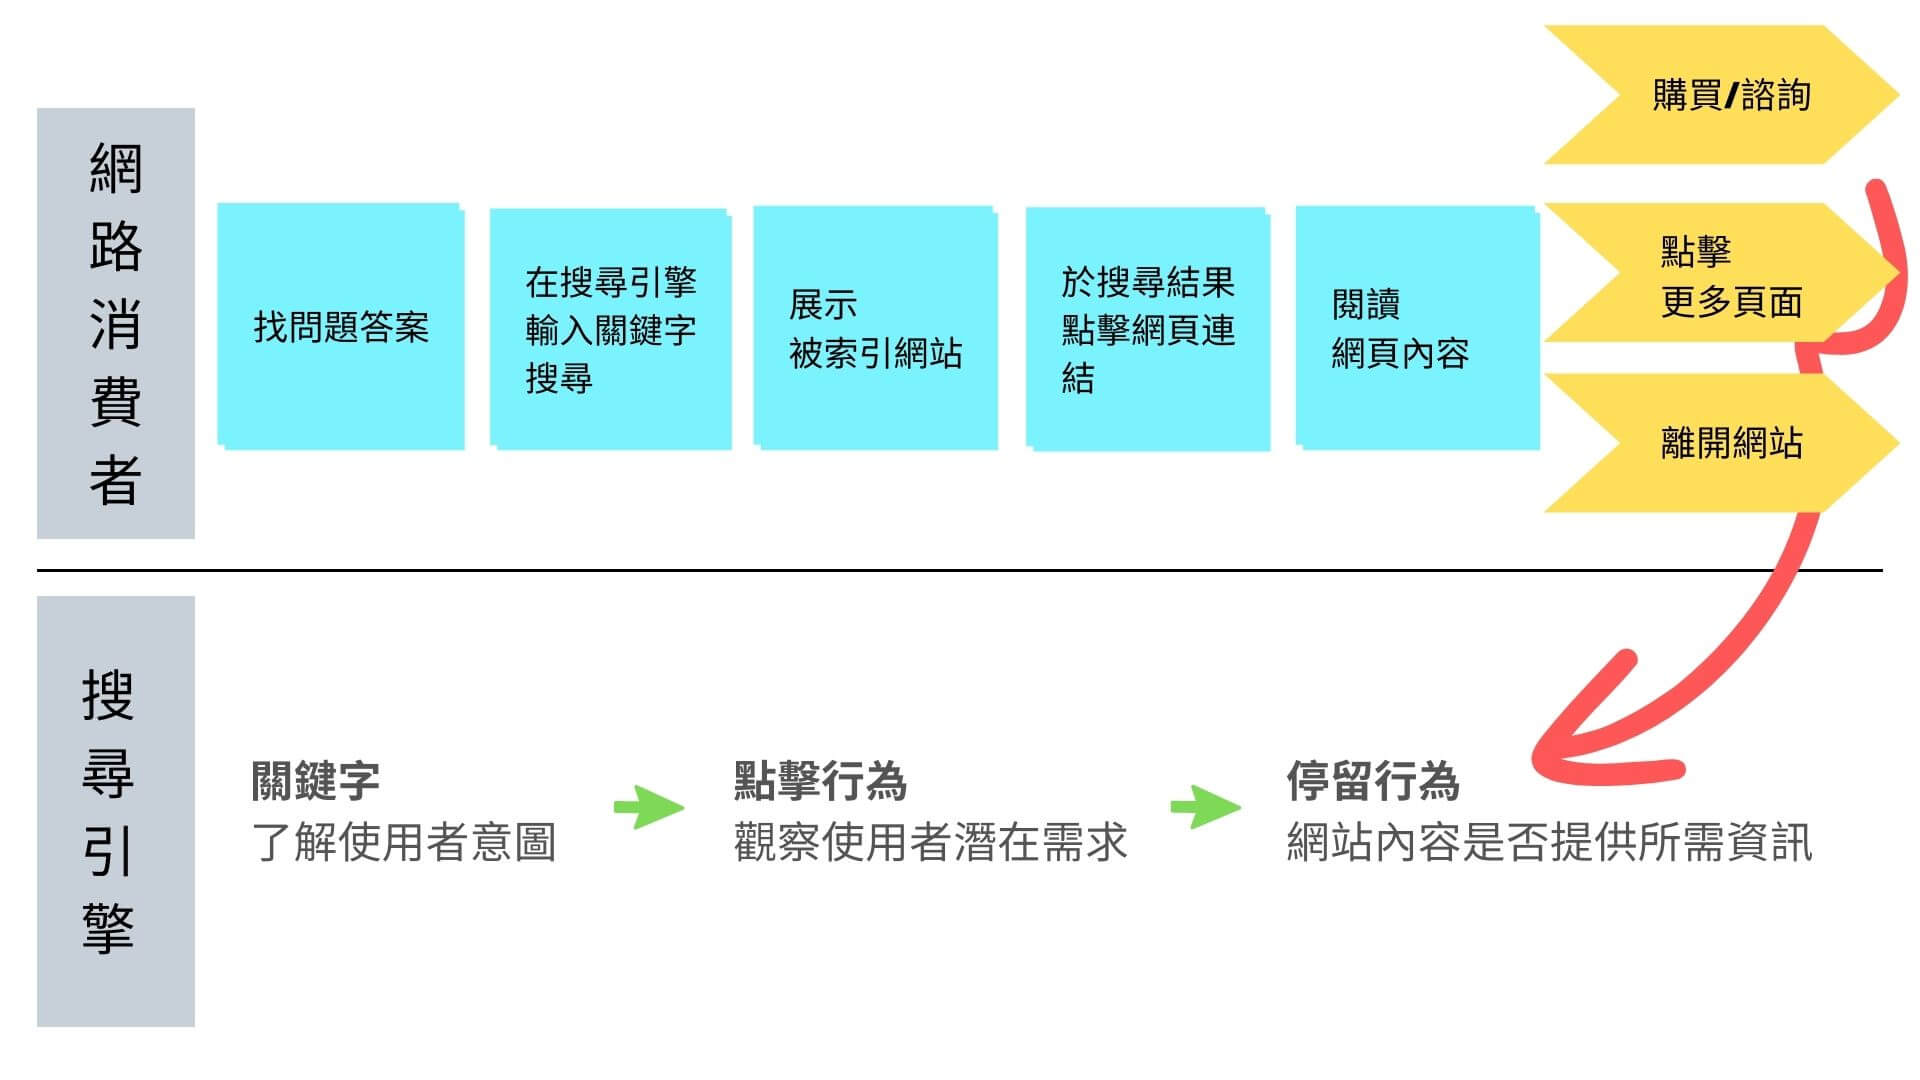 網路消費者
找問題答案
在搜尋引擎
輸入關鍵字
搜尋
展示
被索引網站
於搜尋結果
點擊網頁連
結
閱讀
網頁內容
購買/諮詢
點擊
更多頁面
離開網站
搜尋引擎
關鍵字
了解使用者意圖
點擊行為
觀察使用者潛在需求
停留行為
網站內容是否提供所需資訊